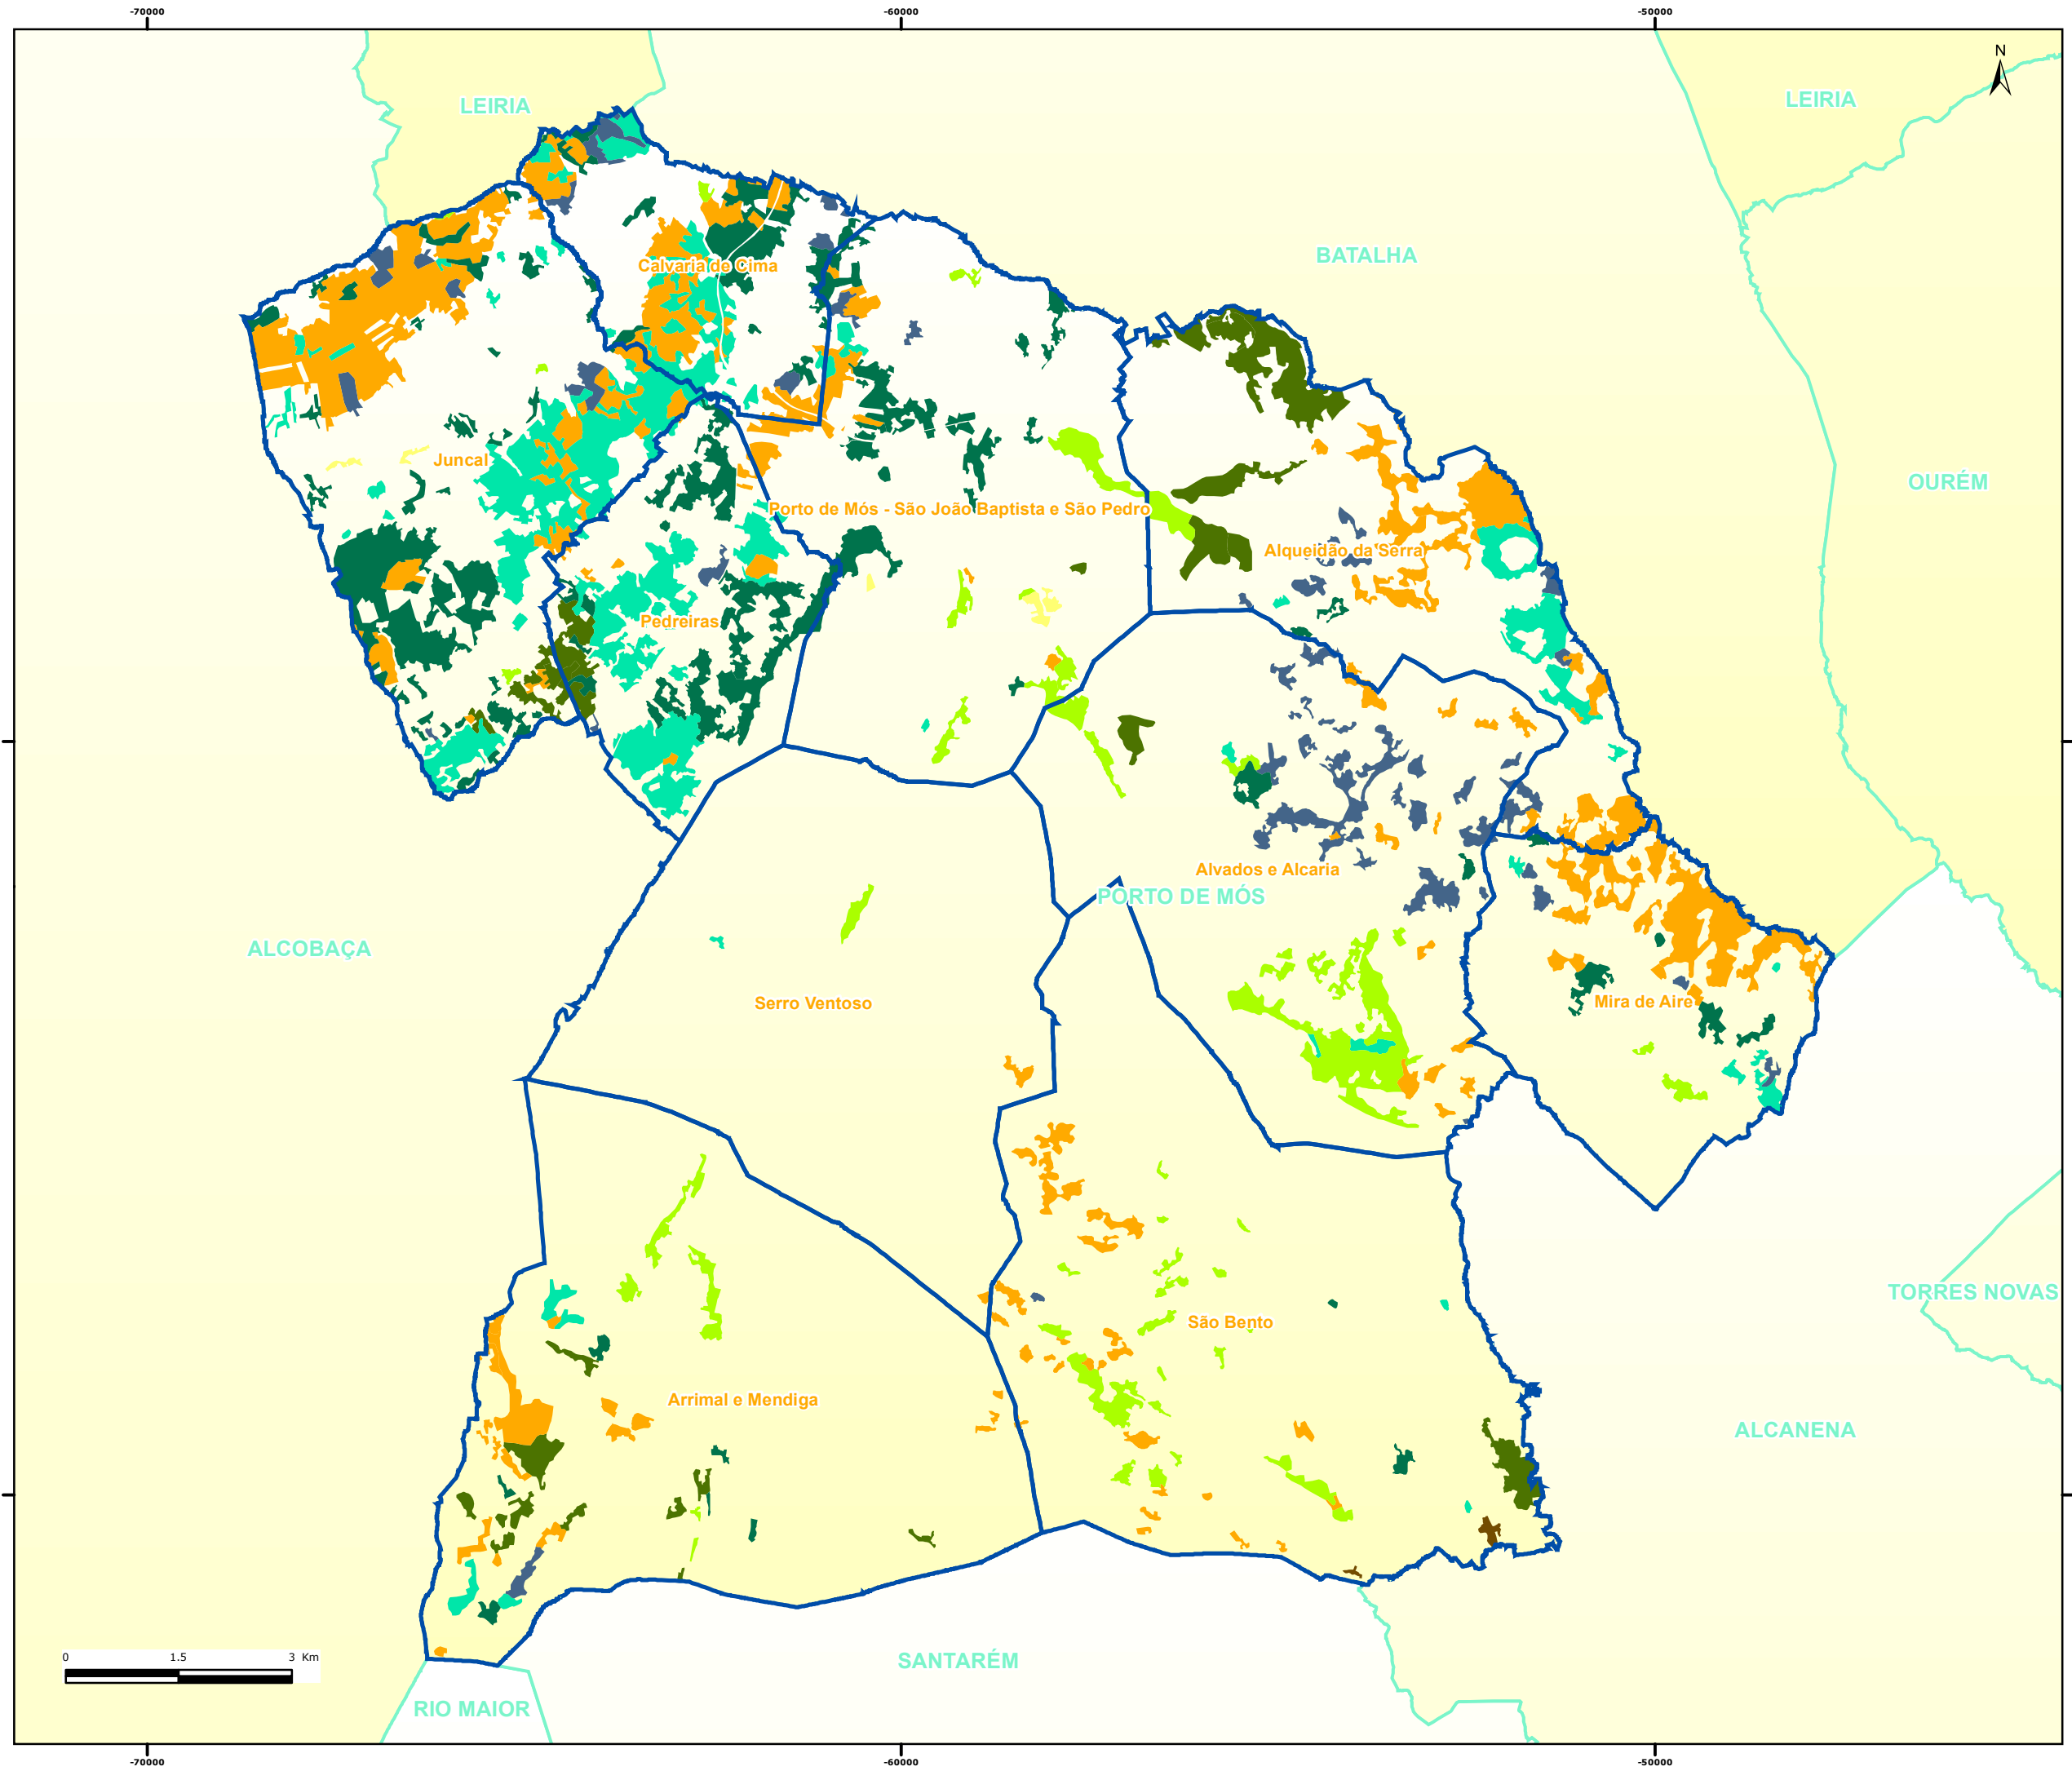 -70000 -60000 -50000
N
LEIRIA
LEIRIA
BATALHA
Calvaria de Cima
Juncal
OURÉM
Porto de Mós - São João Baptista e São Pedro
Alqueidão da Serra
Pedreiras
Alvados e Alcaria
PORTO DE MÓS
ALCOBAÇA
Serro Ventoso
Mira de Aire
TORRES NOVAS
São Bento
Arrimal e Mendiga
ALCANENA
0 1.5 3 Km
SANTARÉM
RIO MAIOR
-70000 -60000 -50000